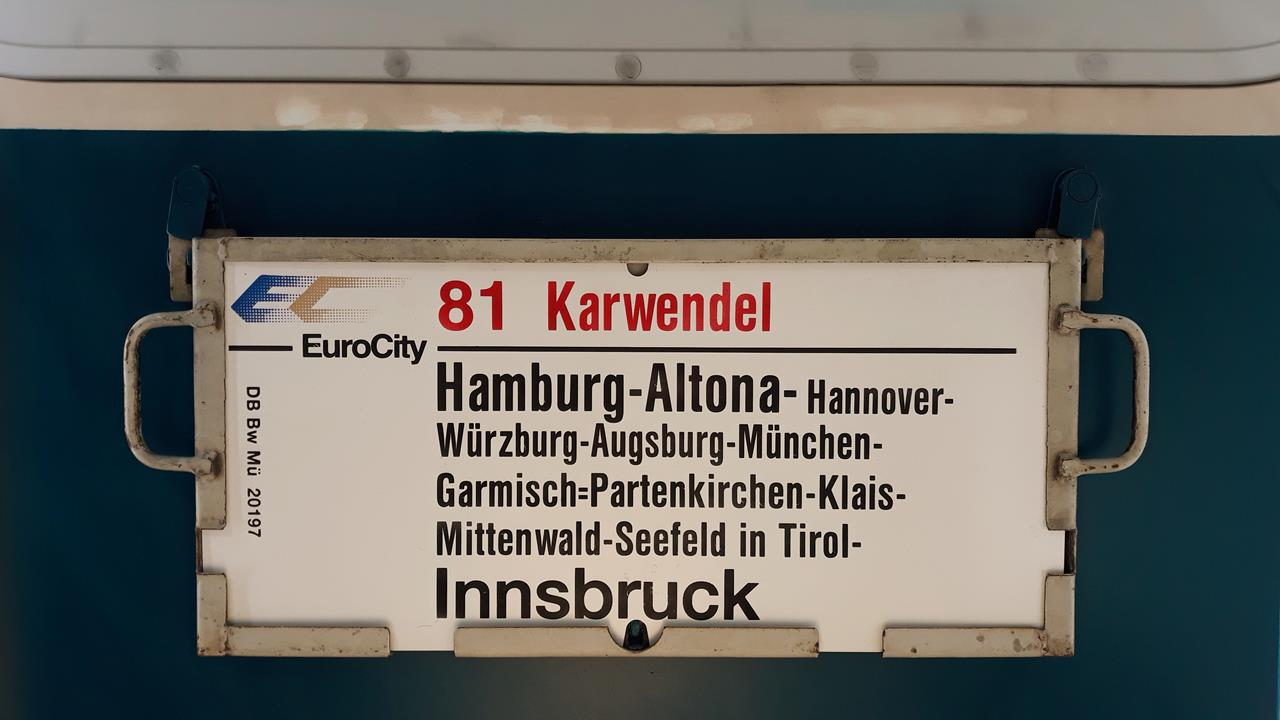 EC
81 Karwendel
EuroCity
Hamburg-Altona- Hannover-
Würzburg-Augsburg-München-
Garmisch=Partenkirchen-Klais-
Mittenwald-Seefeld in Tirol-
Innsbruck
DB Bw Mü 20197